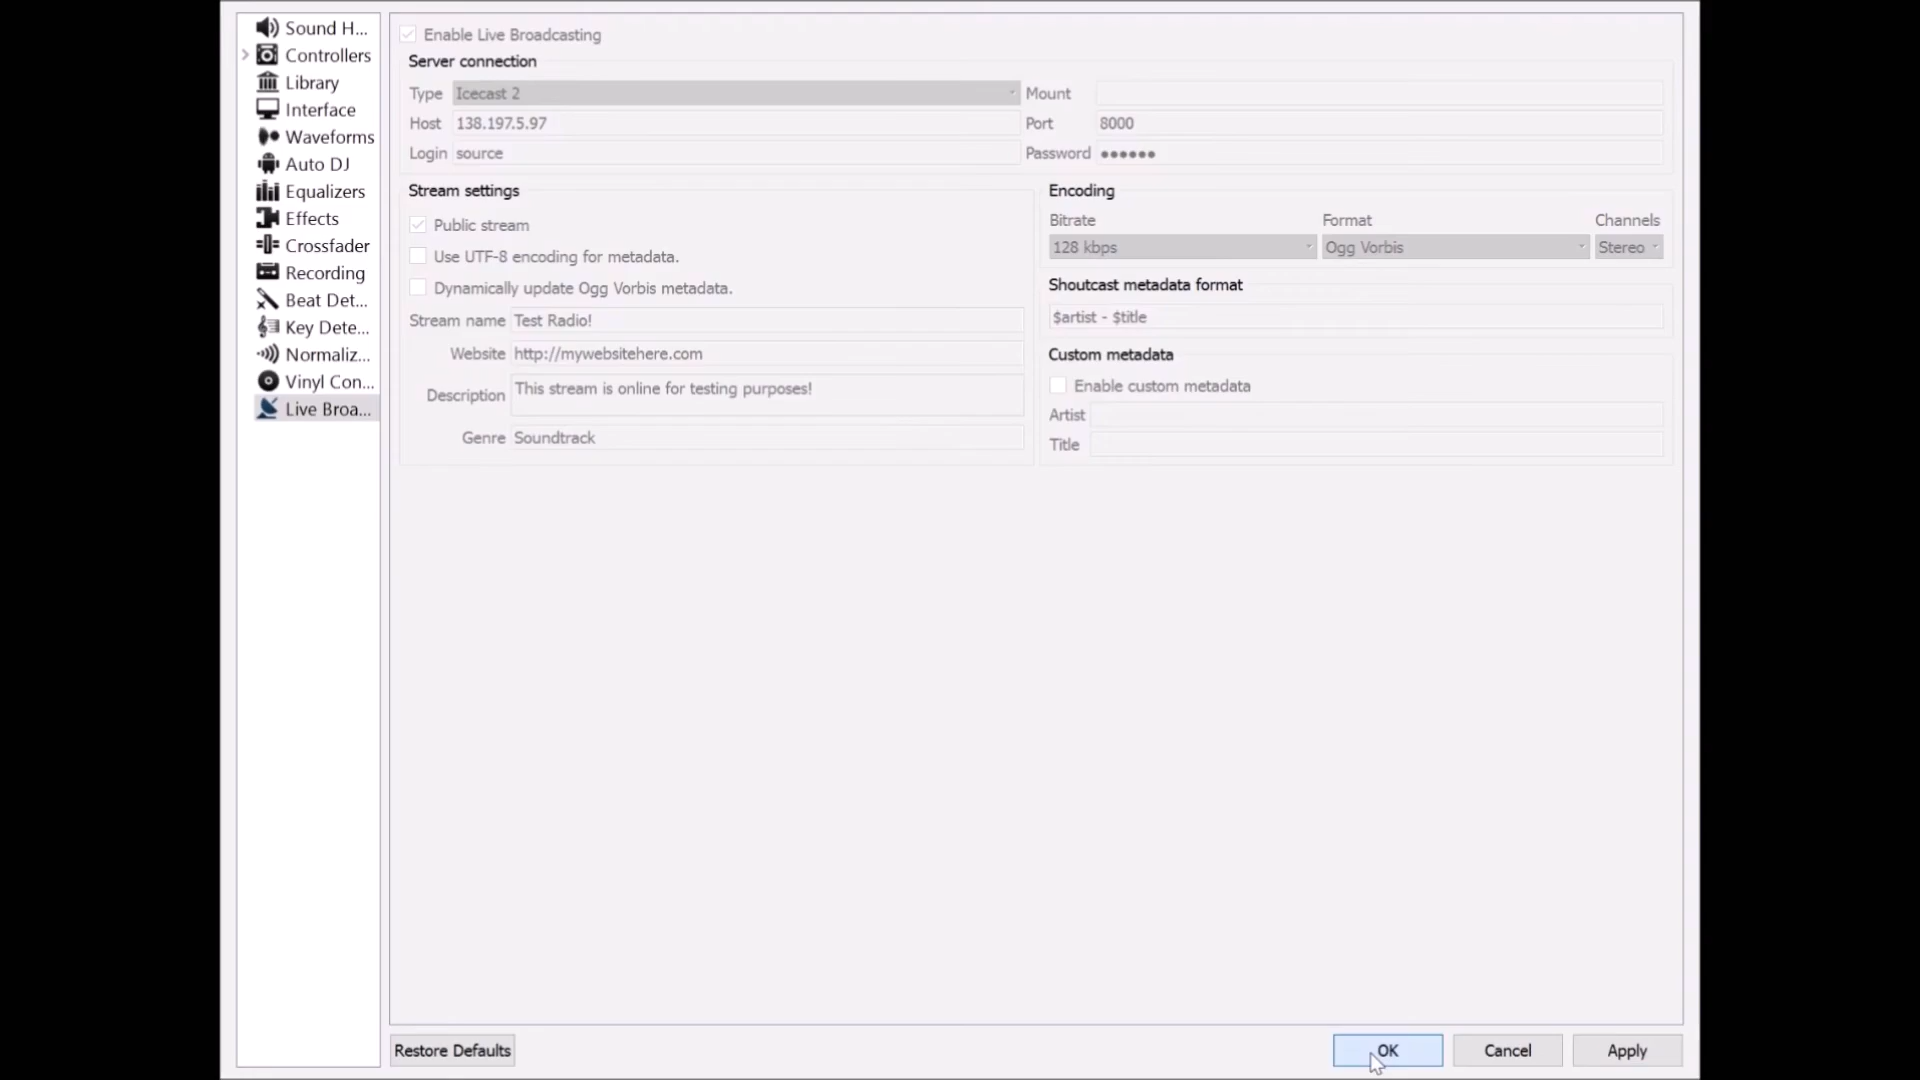 Sound H...
Controllers
Library
Interface
Waveforms
Auto DJ
Equalizers
Effects
Crossfader
Recording
Beat Det...
Key Dete...
Normaliz...
Vinyl Con...
Live Broa...
Enable Live Broadcasting
Server connection
Type Icecast 2 Mount
Host 138.197.5.97 Port 8000
Login source Password ••••••
Stream settings
Public stream
Use UTF-8 encoding for metadata.
Dynamically update Ogg Vorbis metadata.
Stream name Test Radio!
Website http://mywebsitehere.com
Description This stream is online for testing purposes!
Genre Soundtrack
Encoding
Bitrate Format Channels
128 kbps Ogg Vorbis Stereo
Shoutcast metadata format
$artist - $title
Custom metadata
Enable custom metadata
Artist
Title
Restore Defaults OK Cancel Apply